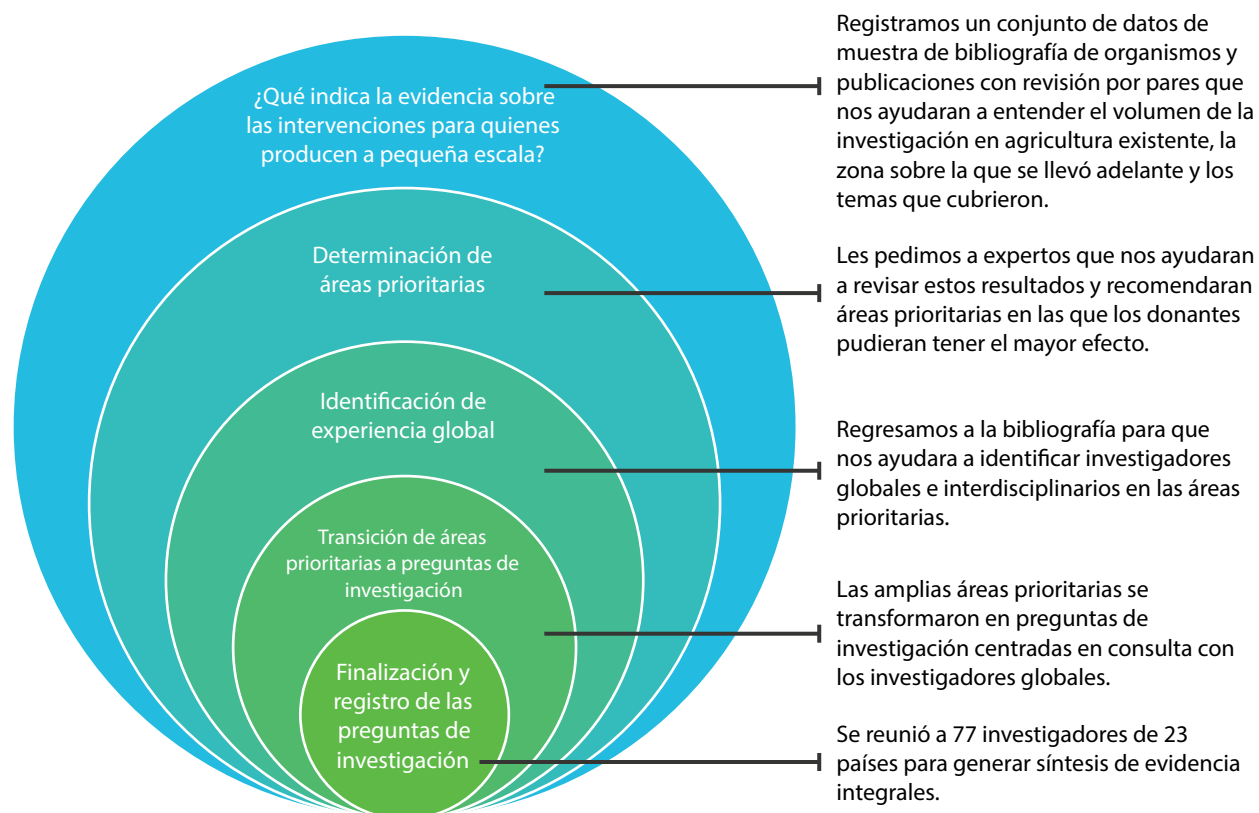 ¿Qué indica la evidencia sobre
las intervenciones para quienes
producen a pequeña escala?
Registramos un conjunto de datos de
muestra de bibliografía de organismos y
publicaciones con revisión por pares que
nos ayudaran a entender el volumen de la
investigación en agricultura existente, la
zona sobre la que se llevó adelante y los
temas que cubrieron.
Determinación de
áreas prioritarias
Les pedimos a expertos que nos ayudaran
a revisar estos resultados y recomendaran
áreas prioritarias en las que los donantes
pudieran tener el mayor efecto.
Identificación de
experiencia global
Regresamos a la bibliografía para que
nos ayudara a identificar investigadores
globales e interdisciplinarios en las áreas
prioritarias.
Transición de áreas
prioritarias a preguntas de
investigación
Las amplias áreas prioritarias se
transformaron en preguntas de
investigación centradas en consulta con
los investigadores globales.
Finalización y
registro de las
preguntas de
investigación
Se reunió a 77 investigadores de 23
países para generar síntesis de evidencia
integrales.